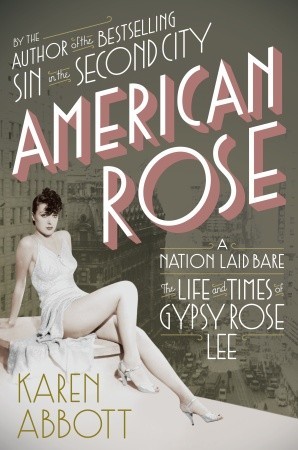 BY THE
AUTHOR of the BESTSELLING
SIN in the SECOND CITY
AMERICAN
ROSE
A
NATION LAID BARE
The LIFE and TIMES of
GYPSY ROSE
LEE
KAREN
ABBOTT